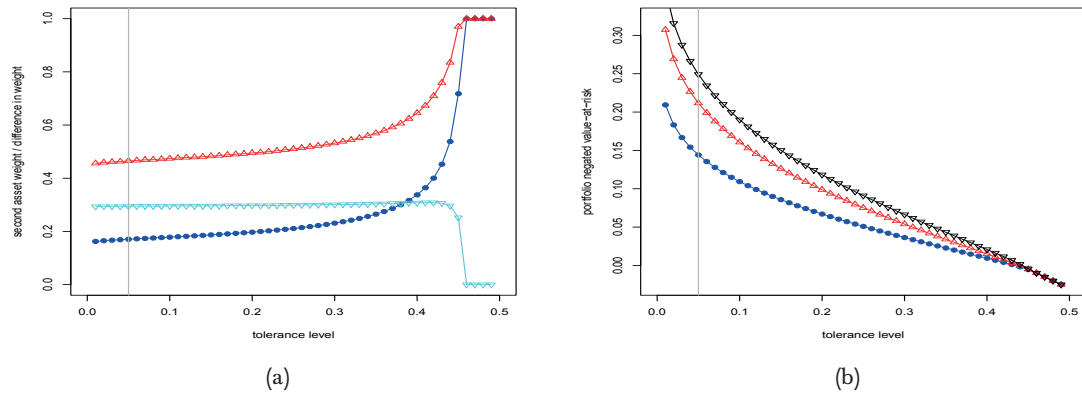 second asset weight / difference in weight
1.0
0.8
0.6
0.4
0.2
0.0
0.0 0.1 0.2 0.3 0.4 0.5
tolerance level
(a)
portfolio negated value−at−risk
0.30
0.25
0.20
0.15
0.10
0.05
0.00
0.0 0.1 0.2 0.3 0.4 0.5
tolerance level
(b)